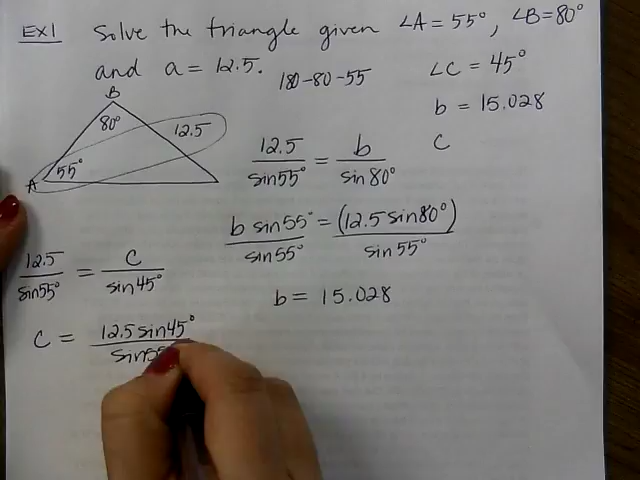 EX1 Solve the triangle given ∠A = 55°, ∠B = 80°
and a = 12.5.
180-80-55
∠C = 45°
b = 15.028
C
B
80°
12.5
55°
A
12.5/sin55° = b/sin80°
b sin55°/sin55° = (12.5 sin80°)/sin55°
b = 15.028
12.5/sin55° = C/sin45°
C = 12.5 sin45°/sin55